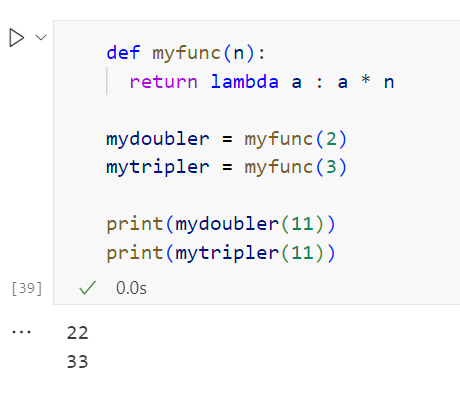 def myfunc(n):
return lambda a : a * n
mydoubler = myfunc(2)
mytripler = myfunc(3)
print(mydoubler(11))
print(mytripler(11))
[39] 0.0s
22
33